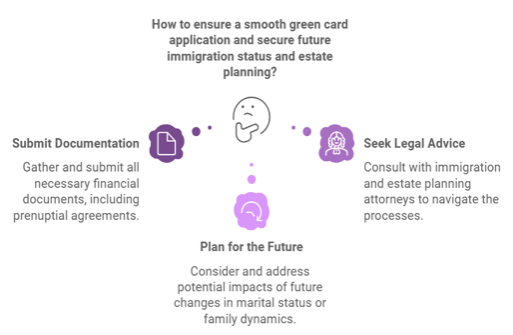 How to ensure a smooth green card
application and secure future
immigration status and estate
planning?
Submit Documentation
Gather and submit all
necessary financial
documents, including
prenuptial agreements.
Seek Legal Advice
Consult with immigration
and estate planning
attorneys to navigate the
processes.
Plan for the Future
Consider and address
potential impacts of future
changes in marital status or
family dynamics.